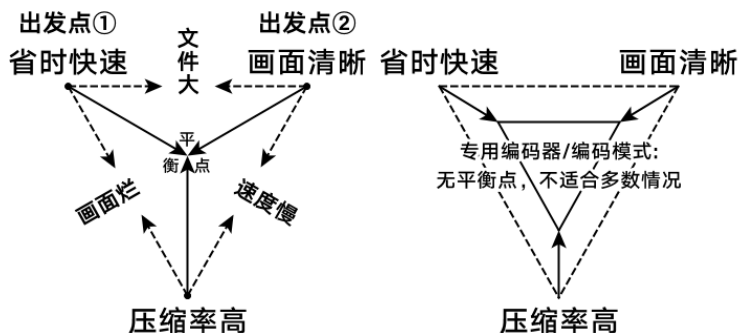 出发点①
省时快速
文件大
出发点②
画面清晰
平
衡点
画面烂
速度慢
压缩率高
省时快速
画面清晰
专用编码器/编码模式:
无平衡点，不适合多数情况
压缩率高